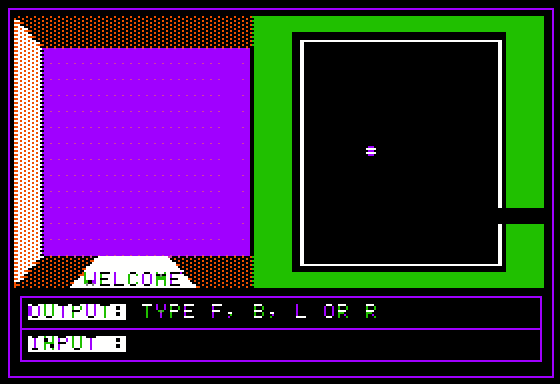 WELCOME
OUTPUT: TYPE F, B, L OR R
INPUT :